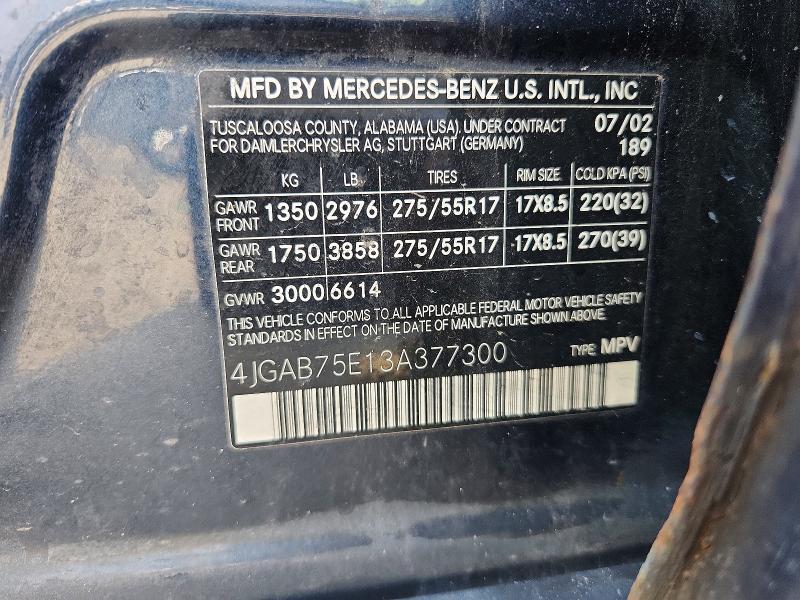 MFD BY MERCEDES-BENZ U.S. INTL., INC
TUSCALOOSA COUNTY, ALABAMA (USA). UNDER CONTRACT 07/02
FOR DAIMLERCHRYSLER AG, STUTTGART (GERMANY) 189
KG LB TIRES RIM SIZE COLD KPA (PSI)
GAWR FRONT 1350 2976 275/55R17 17X8.5 220(32)
GAWR REAR 1750 3858 275/55R17 17X8.5 270(39)
GVWR 3000 6614
THIS VEHICLE CONFORMS TO ALL APPLICABLE FEDERAL MOTOR VEHICLE SAFETY
STANDARDS IN EFFECT ON THE DATE OF MANUFACTURE SHOWN ABOVE.
4JGAB75E13A377300 TYPE: MPV